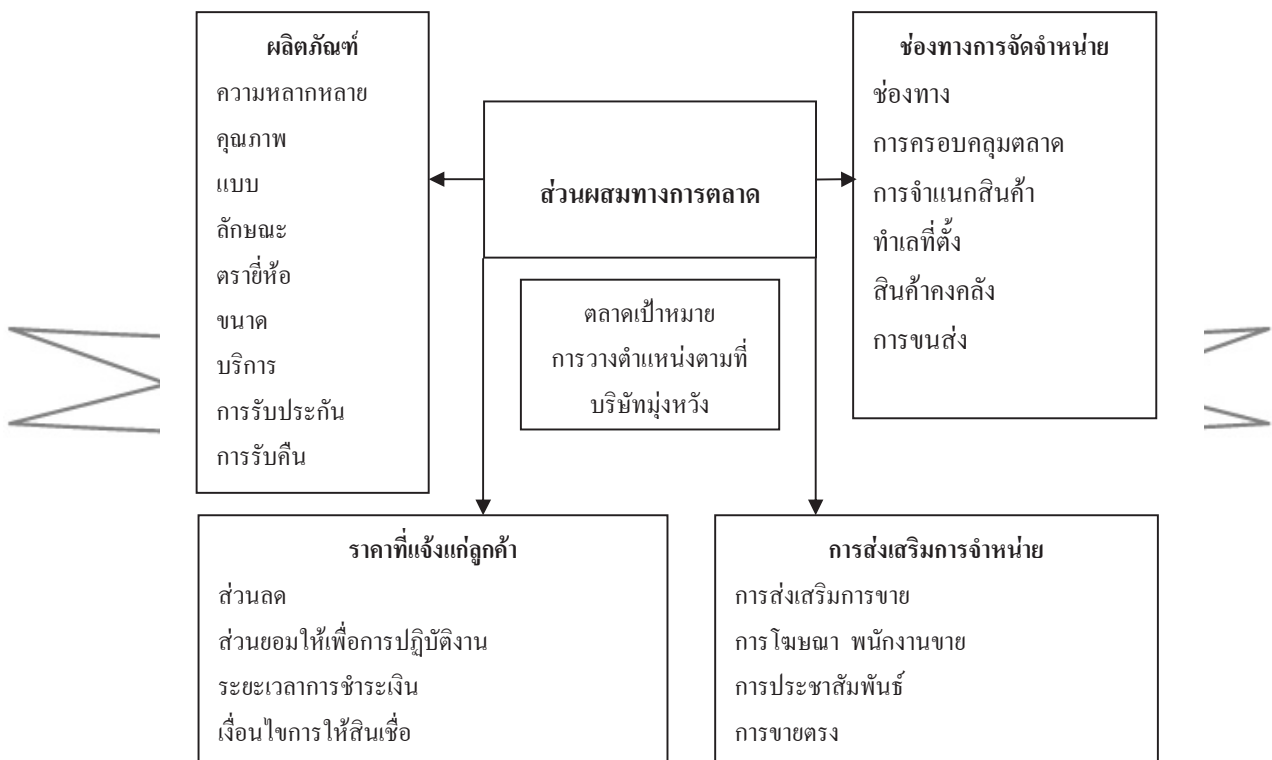 ผลิตภัณฑ์
ความหลากหลาย
คุณภาพ
แบบ
ลักษณะ
ตรายี่ห้อ
ขนาด
บริการ
การรับประกัน
การรับคืน
ส่วนผสมทางการตลาด
ตลาดเป้าหมาย
การวางตำแหน่งตามที่
บริษัทมุ่งหวัง
ช่องทางการจัดจำหน่าย
ช่องทาง
การครอบคลุมตลาด
การจำแนกสินค้า
ทำเลที่ตั้ง
สินค้าคงคลัง
การขนส่ง
ราคาที่แจ้งแก่ลูกค้า
ส่วนลด
ส่วนยอมให้เพื่อการปฏิบัติงาน
ระยะเวลาการชำระเงิน
เงื่อนไขการให้สินเชื่อ
การส่งเสริมการจำหน่าย
การส่งเสริมการขาย
การโฆษณา พนักงานขาย
การประชาสัมพันธ์
การขายตรง